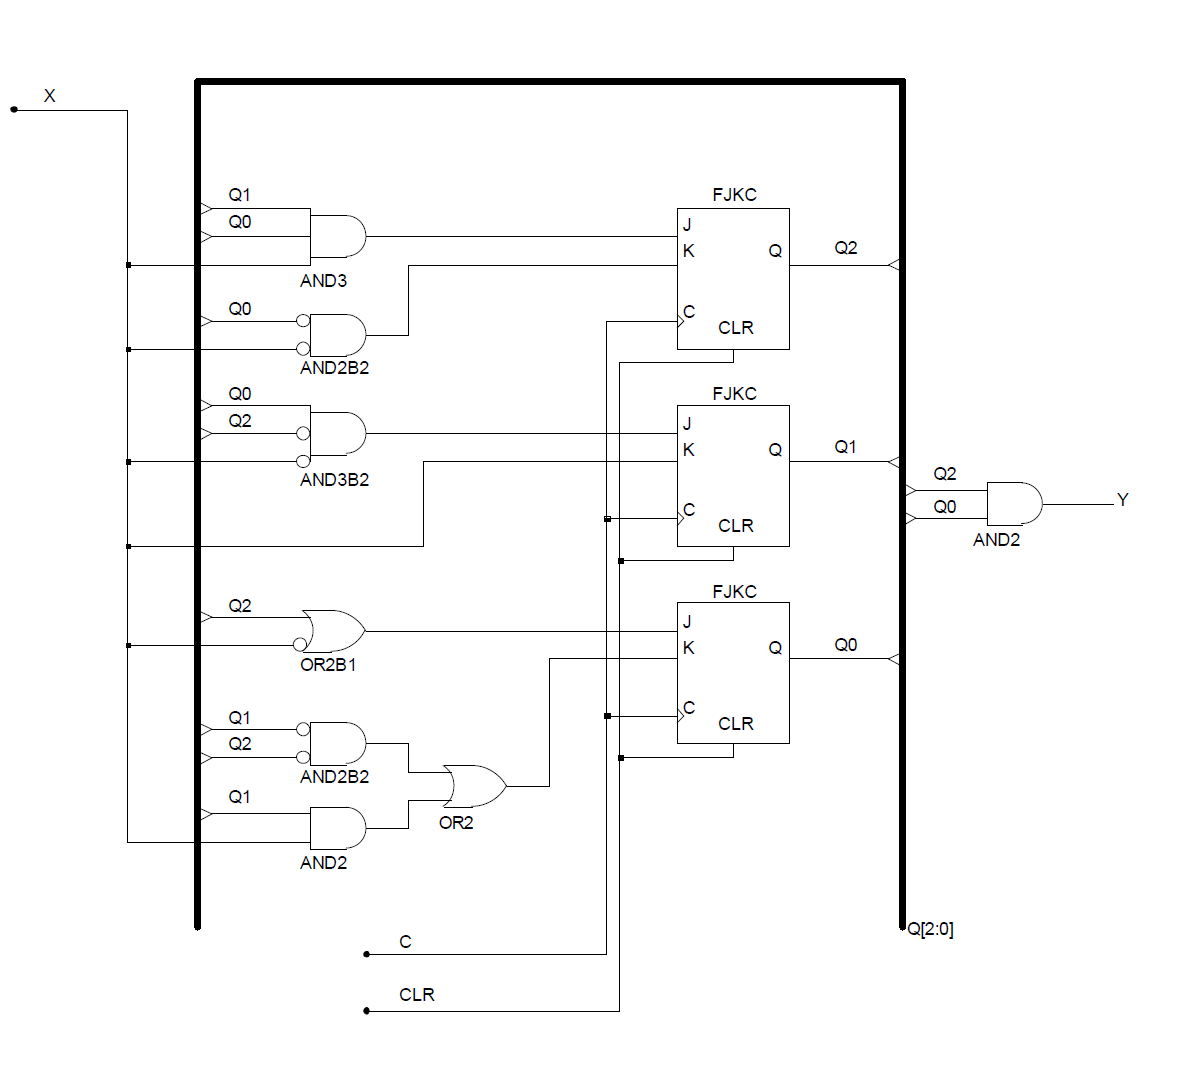 X
Q1
Q0
AND3
Q0
AND2B2
Q0
Q2
AND3B2
Q2
OR2B1
Q1
Q2
AND2B2
Q1
AND2
OR2
FJKC
J
K
Q
C
CLR
Q2
FJKC
J
K
Q
C
CLR
Q1
FJKC
J
K
Q
C
CLR
Q0
Q2
Q0
AND2
Y
C
CLR
Q[2:0]